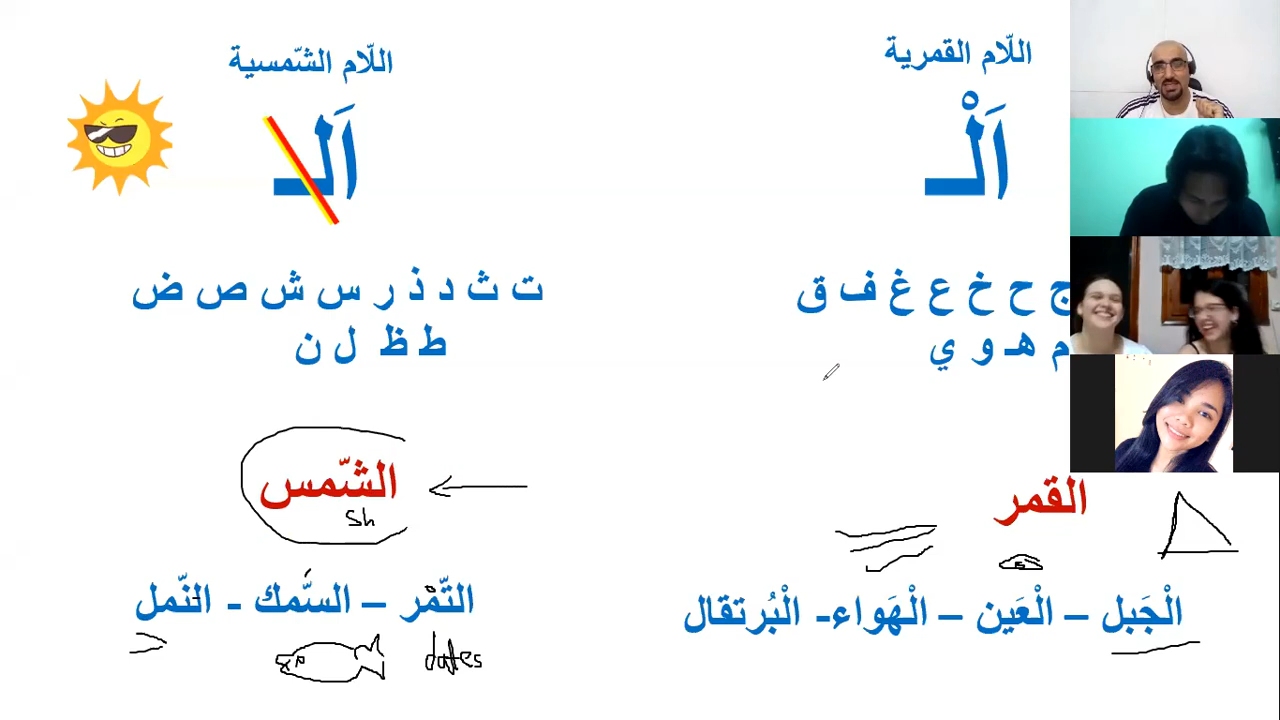 اللّام القمرية
اللّام الشّمسية
اَلْـ
اَلـ
ج ح خ ع غ ف ق
م هـ و ي
ت ث د ذ ر س ش ص ض
ط ظ ل ن
القمر
الشّمس
sh
الْجَبل – الْعَين – الْهَواء- الْبُرتقال
التّمْر – السَّمك - النّمل
dates